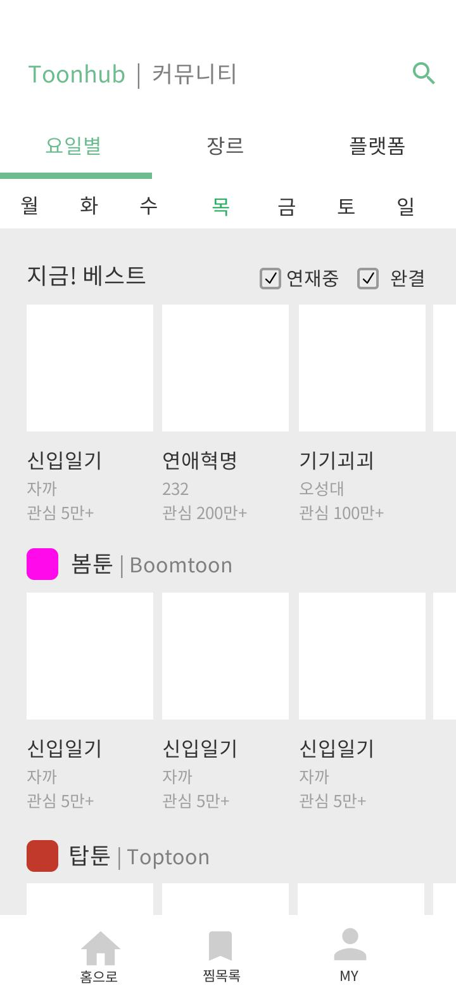 Toonhub | 커뮤니티
요일별 장르 플랫폼
월 화 수 목 금 토 일
지금! 베스트 연재중 완결
신입일기 연애혁명 기기괴괴
자까 232 오성대
관심 5만+ 관심 200만+ 관심 100만+
봄툰 | Boomtoon
신입일기 신입일기 신입일기
자까 자까 자까
관심 5만+ 관심 5만+ 관심 5만+
탑툰 | Toptoon
홈으로 찜목록 MY